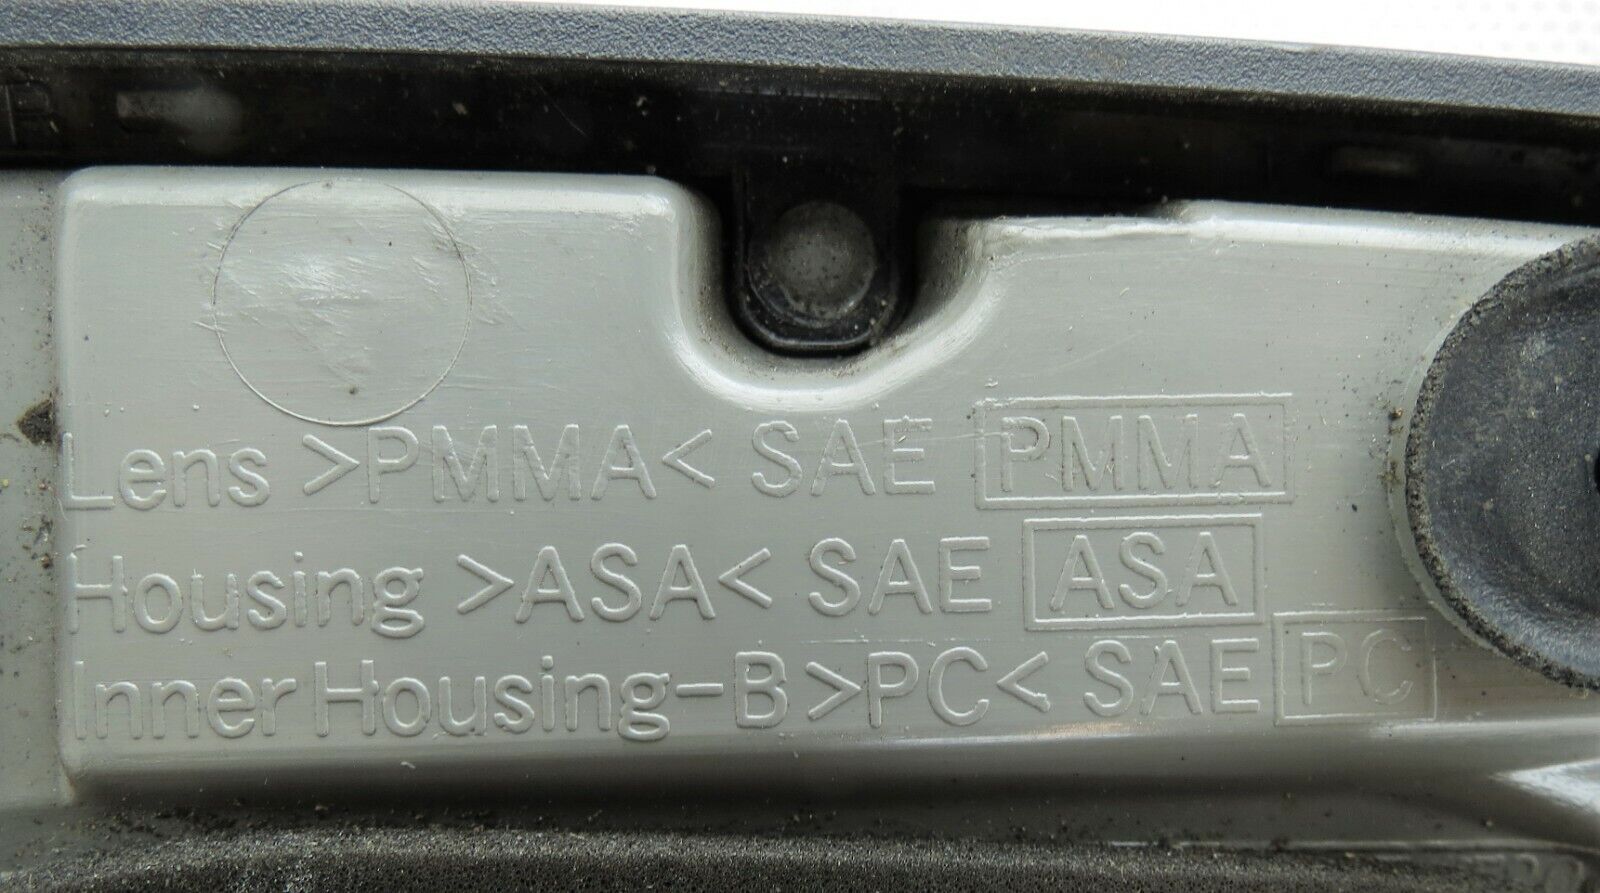 R
Lens >PMMA< SAE PMMA
Housing >ASA< SAE ASA
Inner Housing-B >PC< SAE PC